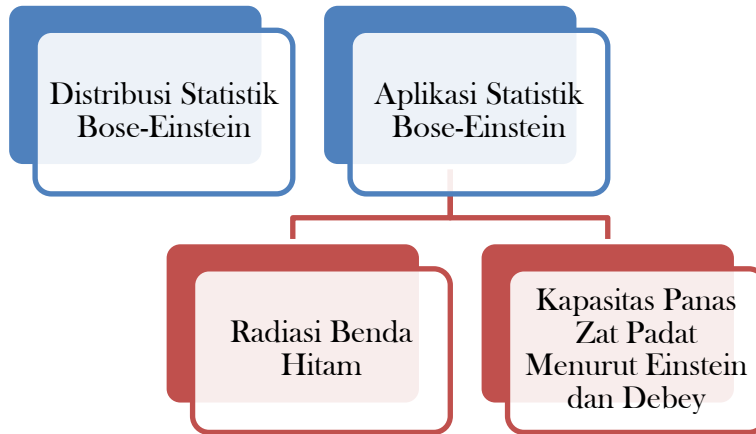 Distribusi Statistik
Bose-Einstein
Aplikasi Statistik
Bose-Einstein
Radiasi Benda
Hitam
Kapasitas Panas
Zat Padat
Menurut Einstein
dan Debey